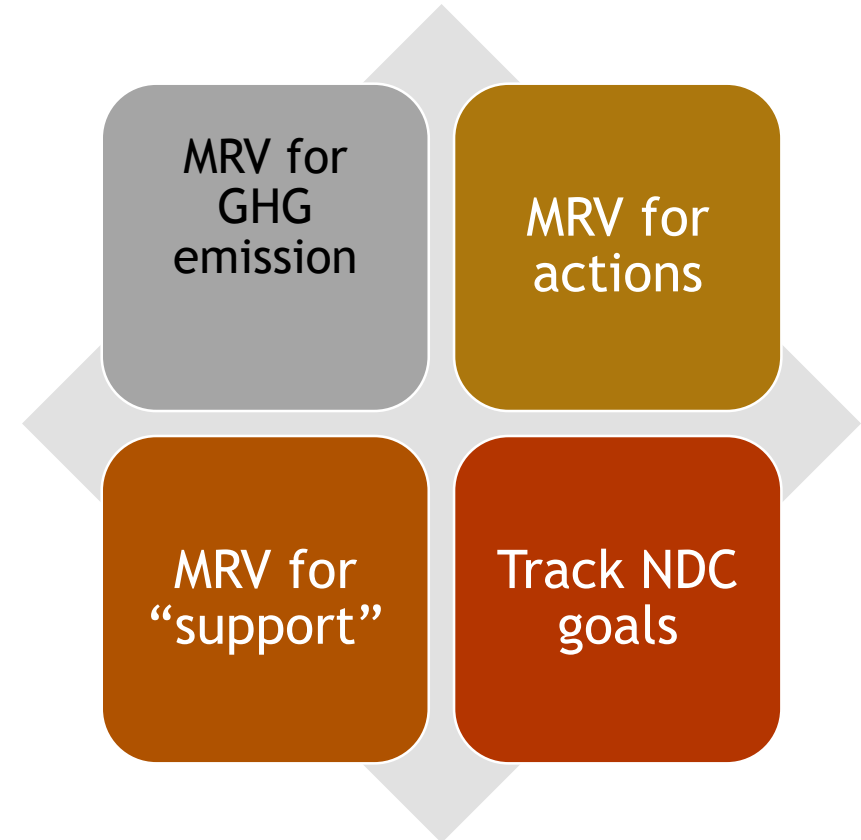 MRV for
GHG
emission
MRV for
actions
MRV for
“support”
Track NDC
goals